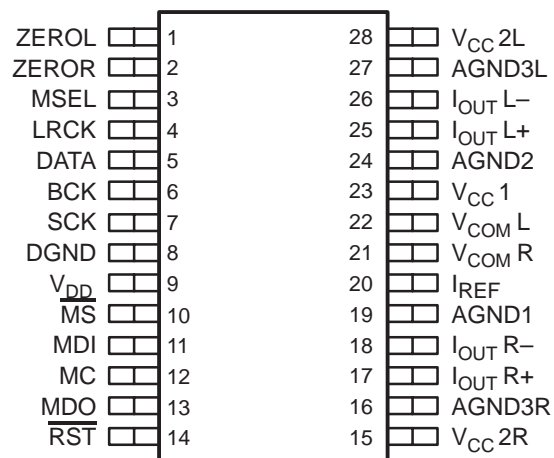 ZEROL 1 28 VCC 2L
ZEROR 2 27 AGND3L
MSEL 3 26 IOUT L–
LRCK 4 25 IOUT L+
DATA 5 24 AGND2
BCK 6 23 VCC 1
SCK 7 22 VCOM L
DGND 8 21 VCOM R
VDD 9 20 IREF
M̅S̅ 10 19 AGND1
MDI 11 18 IOUT R–
MC 12 17 IOUT R+
MDO 13 16 AGND3R
R̅S̅T̅ 14 15 VCC 2R